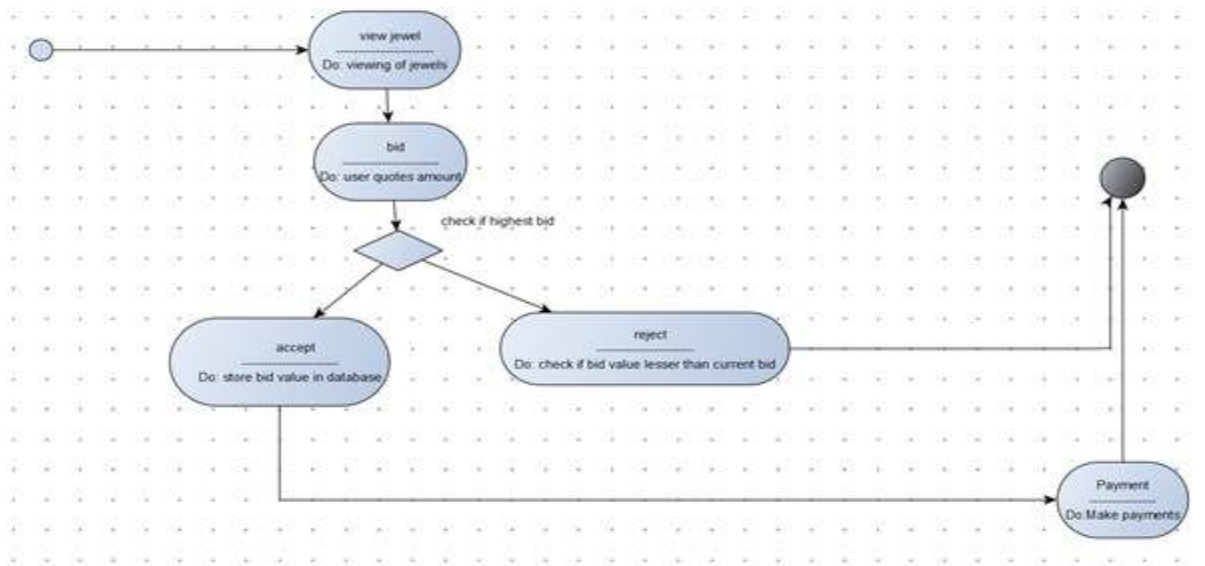 view jewel
Do: viewing of jewels
bid
Do: user quotes amount
check if highest bid
accept
Do: store bid value in database
reject
Do: check if bid value lesser than current bid
Payment
Do:Make payments